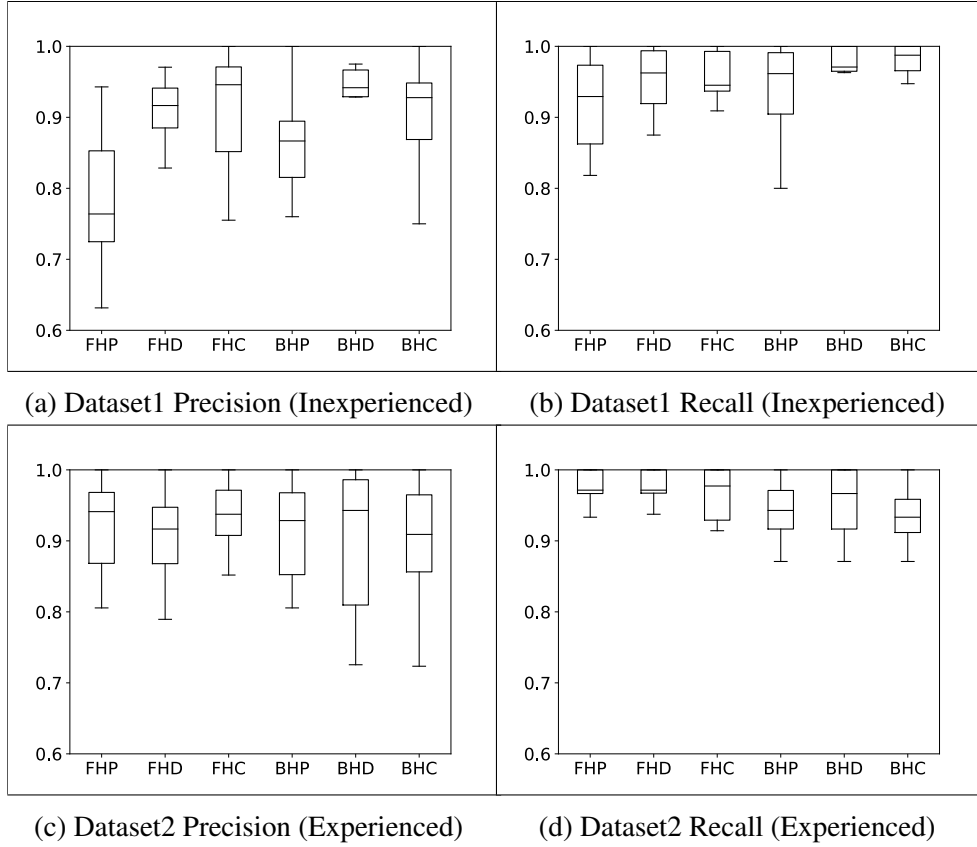 1.0
0.9
0.8
0.7
0.6
FHP FHD FHC BHP BHD BHC
(a) Dataset1 Precision (Inexperienced)
1.0
0.9
0.8
0.7
0.6
FHP FHD FHC BHP BHD BHC
(b) Dataset1 Recall (Inexperienced)
1.0
0.9
0.8
0.7
0.6
FHP FHD FHC BHP BHD BHC
(c) Dataset2 Precision (Experienced)
1.0
0.9
0.8
0.7
0.6
FHP FHD FHC BHP BHD BHC
(d) Dataset2 Recall (Experienced)